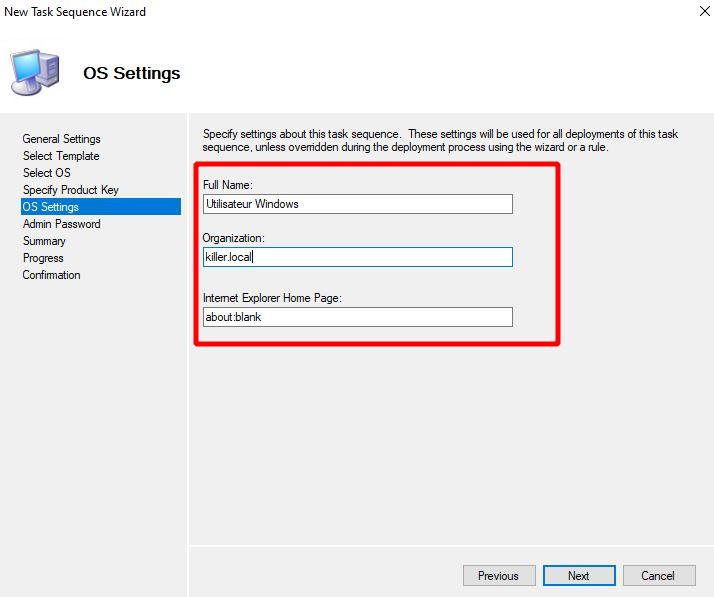 New Task Sequence Wizard
OS Settings
General Settings
Select Template
Select OS
Specify Product Key
OS Settings
Admin Password
Summary
Progress
Confirmation
Specify settings about this task sequence. These settings will be used for all deployments of this task
sequence, unless overridden during the deployment process using the wizard or a rule.
Full Name:
Utilisateur Windows
Organization:
killer.local
Internet Explorer Home Page:
about:blank
Previous
Next
Cancel